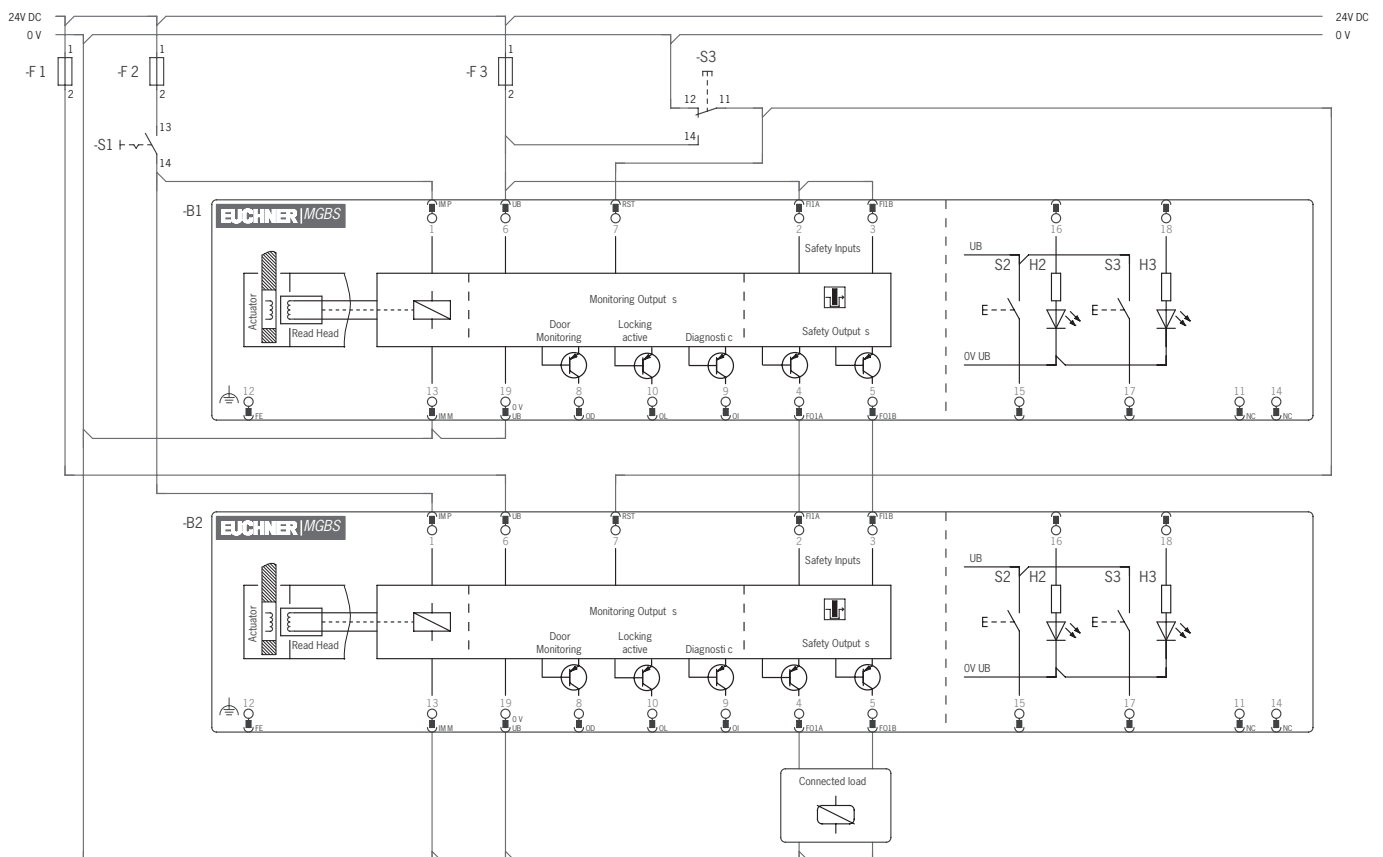 24V DC 24V DC
0 V 0 V
-F 1 1 2
-F 2 1 2
-F 3 1 2
-S3
12 11
14
-S1 13
14
-B1 EUCHNER|MGBS
IMP UB RST FI1A FI1B
1 6 7 2 3 16 18
Safety Inputs
UB
S2 H2 S3 H3
Actuator
Read Head
Monitoring Output s
Door Monitoring
Locking active
Diagnosti c
Safety Output s
E E
0V UB
12 13 19 8 10 9 4 5 15 17 11 14
FE IMM 0 V UB OD OL OI FO1A FO1B NC NC
-B2 EUCHNER|MGBS
IMP UB RST FI1A FI1B
1 6 7 2 3 16 18
Safety Inputs
UB
S2 H2 S3 H3
Actuator
Read Head
Monitoring Output s
Door Monitoring
Locking active
Diagnosti c
Safety Output s
E E
0V UB
12 13 19 8 10 9 4 5 15 17 11 14
FE IMM 0 V UB OD OL OI FO1A FO1B NC NC
Connected load